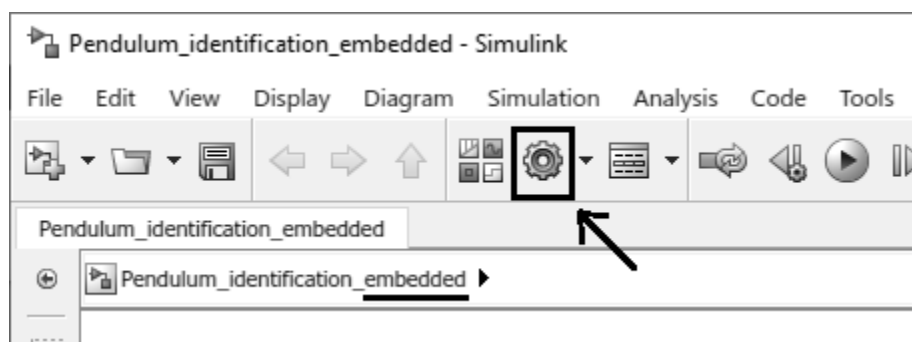 Pendulum_identification_embedded - Simulink
File Edit View Display Diagram Simulation Analysis Code Tools
Pendulum_identification_embedded
Pendulum_identification_embedded